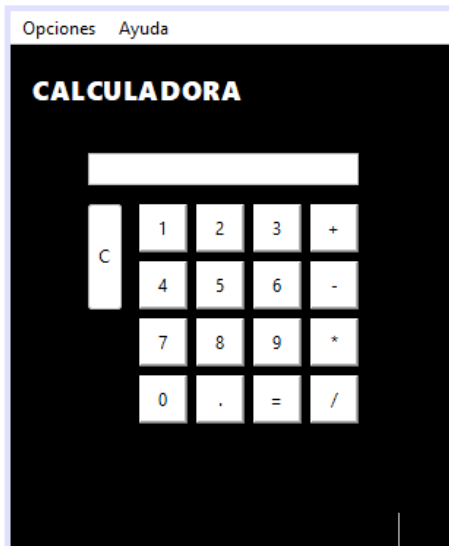 Opciones Ayuda
CALCULADORA
C
1 2 3 +
4 5 6 -
7 8 9 *
0 . = /